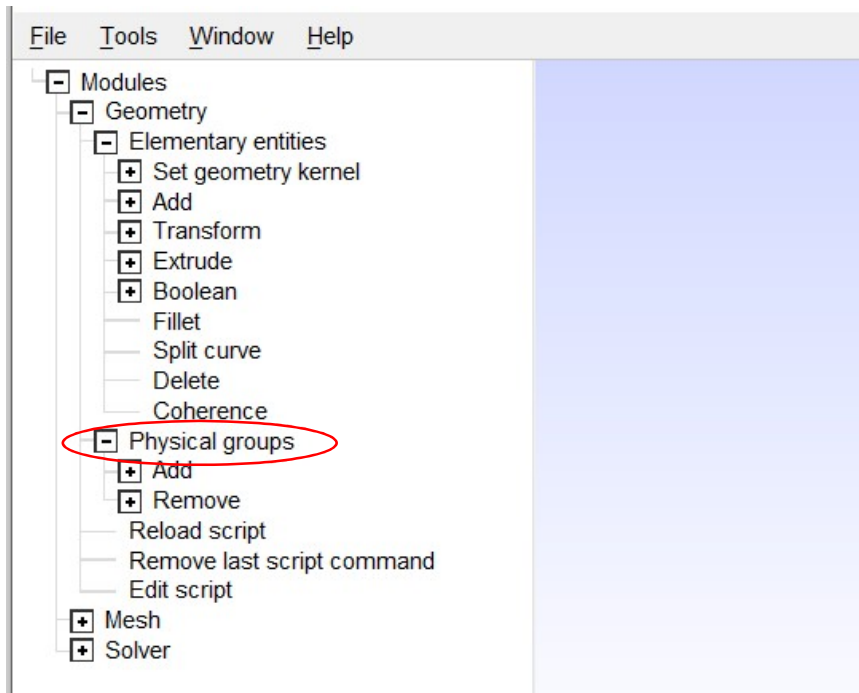 File Tools Window Help
Modules
Geometry
Elementary entities
Set geometry kernel
Add
Transform
Extrude
Boolean
Fillet
Split curve
Delete
Coherence
Physical groups
Add
Remove
Reload script
Remove last script command
Edit script
Mesh
Solver